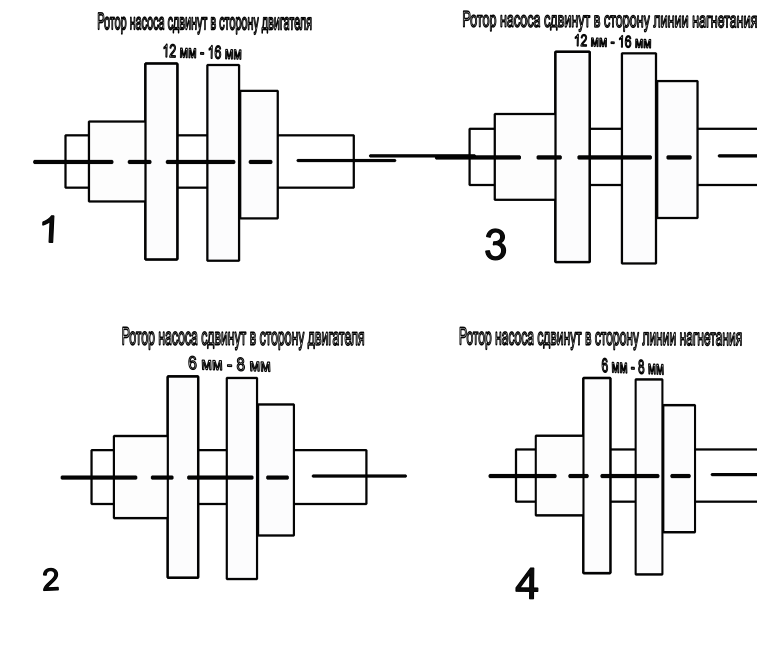 Ротор насоса сдвинут в сторону двигателя
12 мм - 16 мм
1
Ротор насоса сдвинут в сторону линии нагнетания
12 мм - 16 мм
3
Ротор насоса сдвинут в сторону двигателя
6 мм - 8 мм
2
Ротор насоса сдвинут в сторону линии нагнетания
6 мм - 8 мм
4